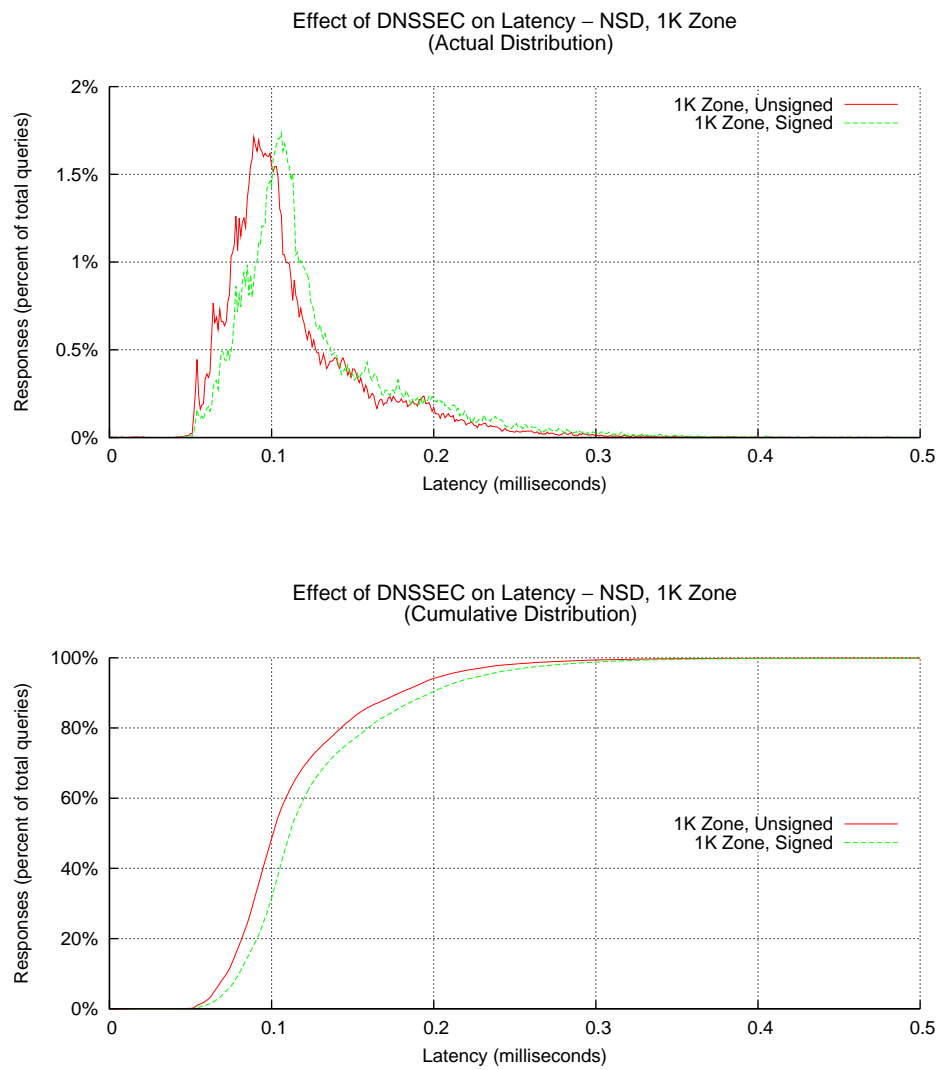 Effect of DNSSEC on Latency – NSD, 1K Zone
(Actual Distribution)
2%
1.5%
1%
0.5%
0%
Responses (percent of total queries)
1K Zone, Unsigned
1K Zone, Signed
0
0.1
0.2
0.3
0.4
0.5
Latency (milliseconds)
Effect of DNSSEC on Latency – NSD, 1K Zone
(Cumulative Distribution)
100%
80%
60%
40%
20%
0%
Responses (percent of total queries)
1K Zone, Unsigned
1K Zone, Signed
0
0.1
0.2
0.3
0.4
0.5
Latency (milliseconds)